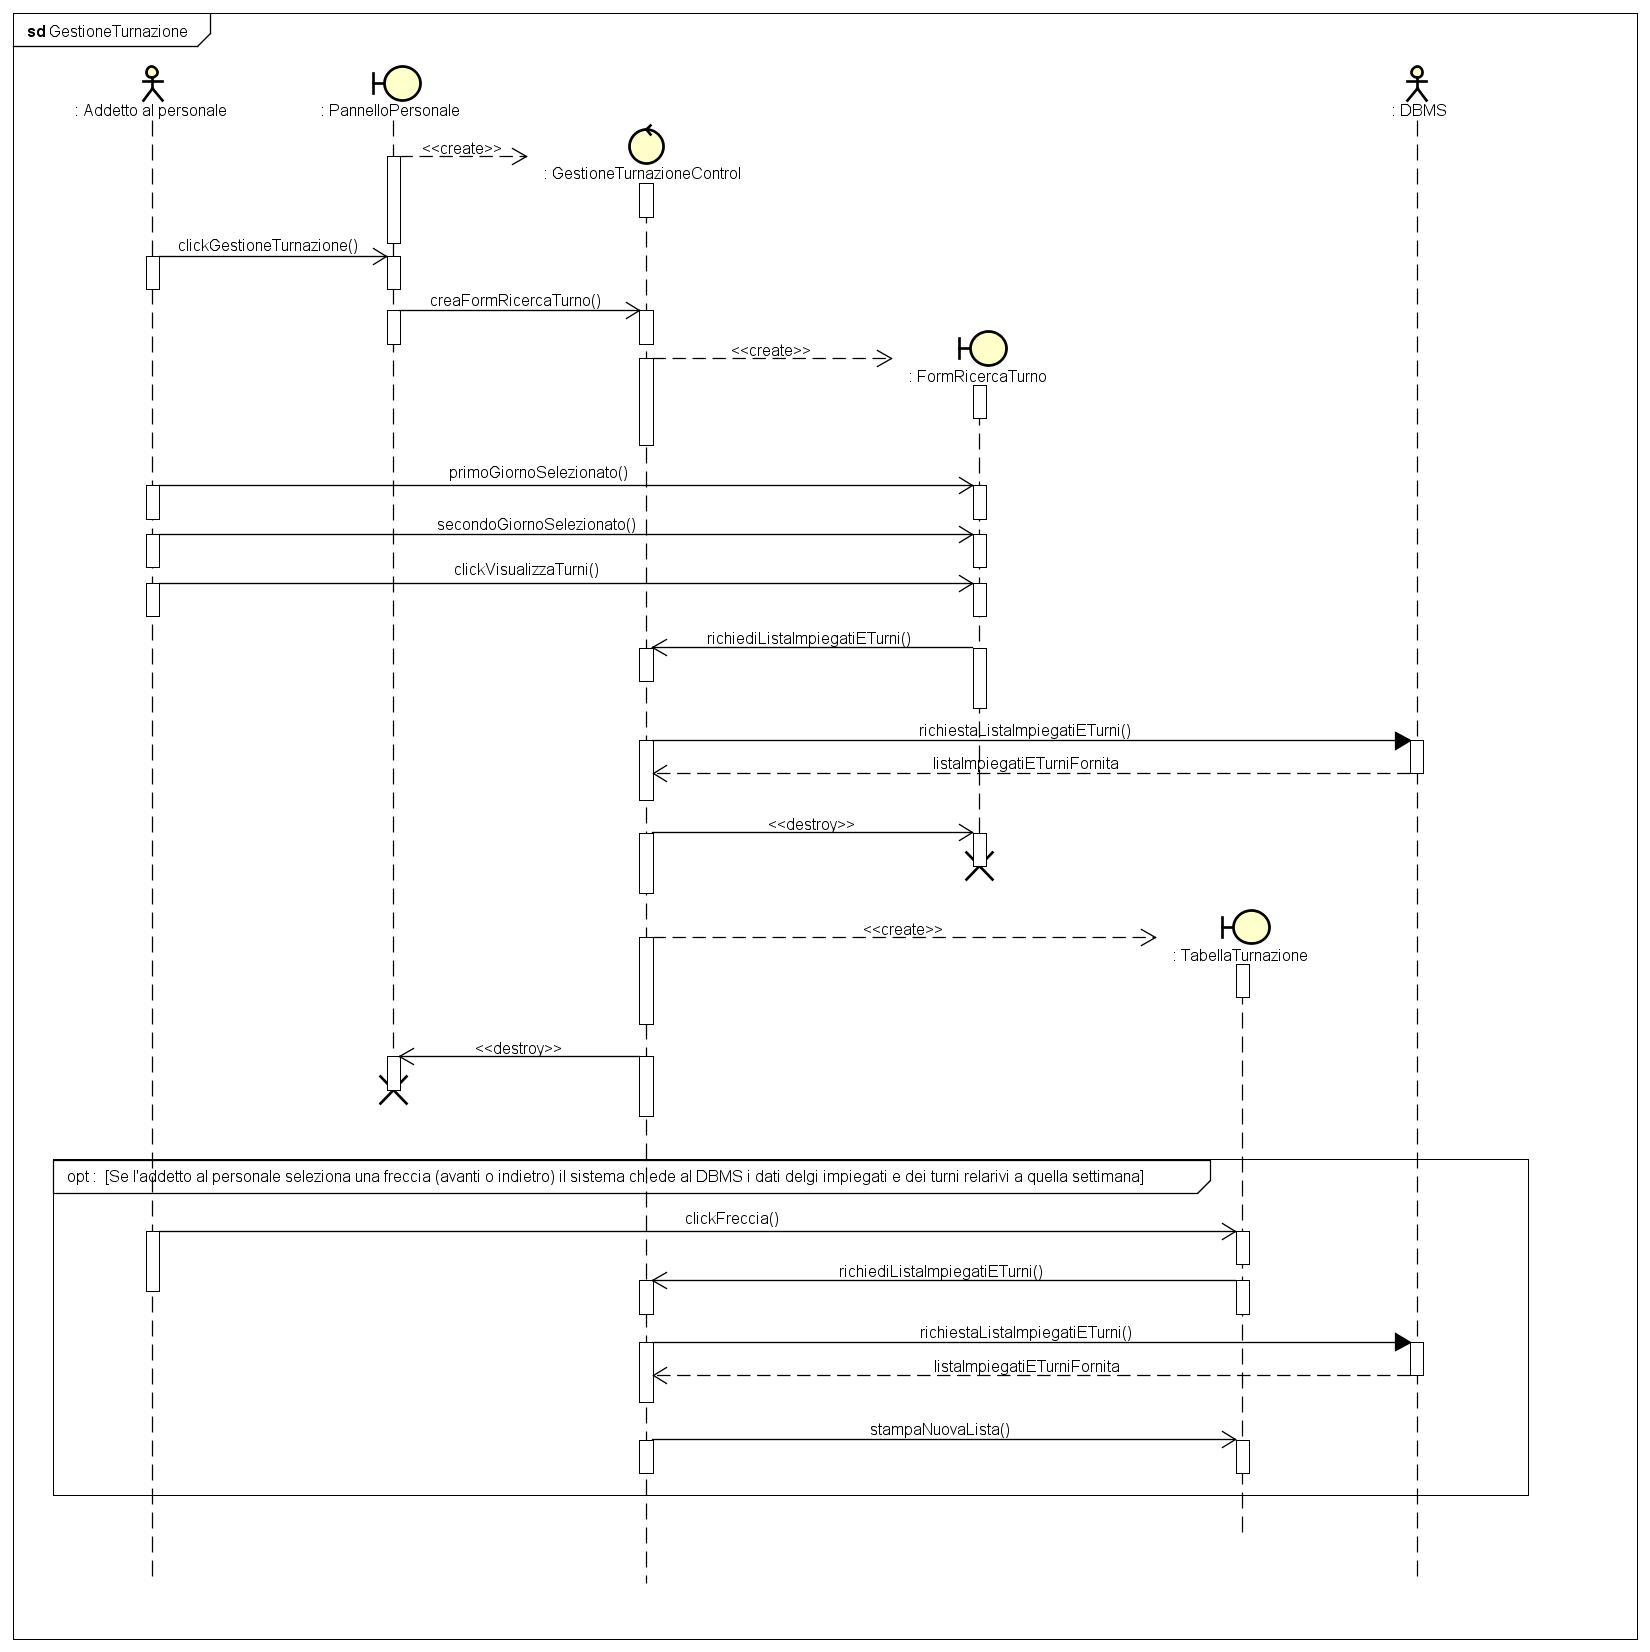 sd GestioneTurnazione
: Addetto al personale
: PannelloPersonale
: DBMS
<<create>>
: GestioneTurnazioneControl
clickGestioneTurnazione()
creaFormRicercaTurno()
<<create>>
: FormRicercaTurno
primoGiornoSelezionato()
secondoGiornoSelezionato()
clickVisualizzaTurni()
richiediListaImpiegatiETurni()
richiestaListaImpiegatiETurni()
listaImpiegatiETurniFornita
<<destroy>>
<<create>>
: TabellaTurnazione
<<destroy>>
opt : [Se l'addetto al personale seleziona una freccia (avanti o indietro) il sistema chiede al DBMS i dati delgi impiegati e dei turni relarivi a quella settimana]
clickFreccia()
richiediListaImpiegatiETurni()
richiestaListaImpiegatiETurni()
listaImpiegatiETurniFornita
stampaNuovaLista()